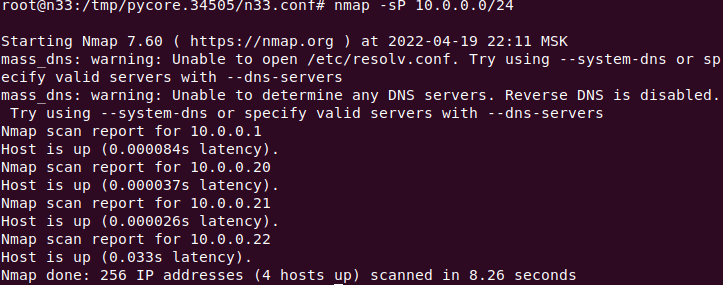 root@n33:/tmp/pycore.34505/n33.conf# nmap -sP 10.0.0.0/24
Starting Nmap 7.60 ( https://nmap.org ) at 2022-04-19 22:11 MSK
mass_dns: warning: Unable to open /etc/resolv.conf. Try using --system-dns or sp
ecify valid servers with --dns-servers
mass_dns: warning: Unable to determine any DNS servers. Reverse DNS is disabled.
 Try using --system-dns or specify valid servers with --dns-servers
Nmap scan report for 10.0.0.1
Host is up (0.000084s latency).
Nmap scan report for 10.0.0.20
Host is up (0.000037s latency).
Nmap scan report for 10.0.0.21
Host is up (0.000026s latency).
Nmap scan report for 10.0.0.22
Host is up (0.033s latency).
Nmap done: 256 IP addresses (4 hosts up) scanned in 8.26 seconds